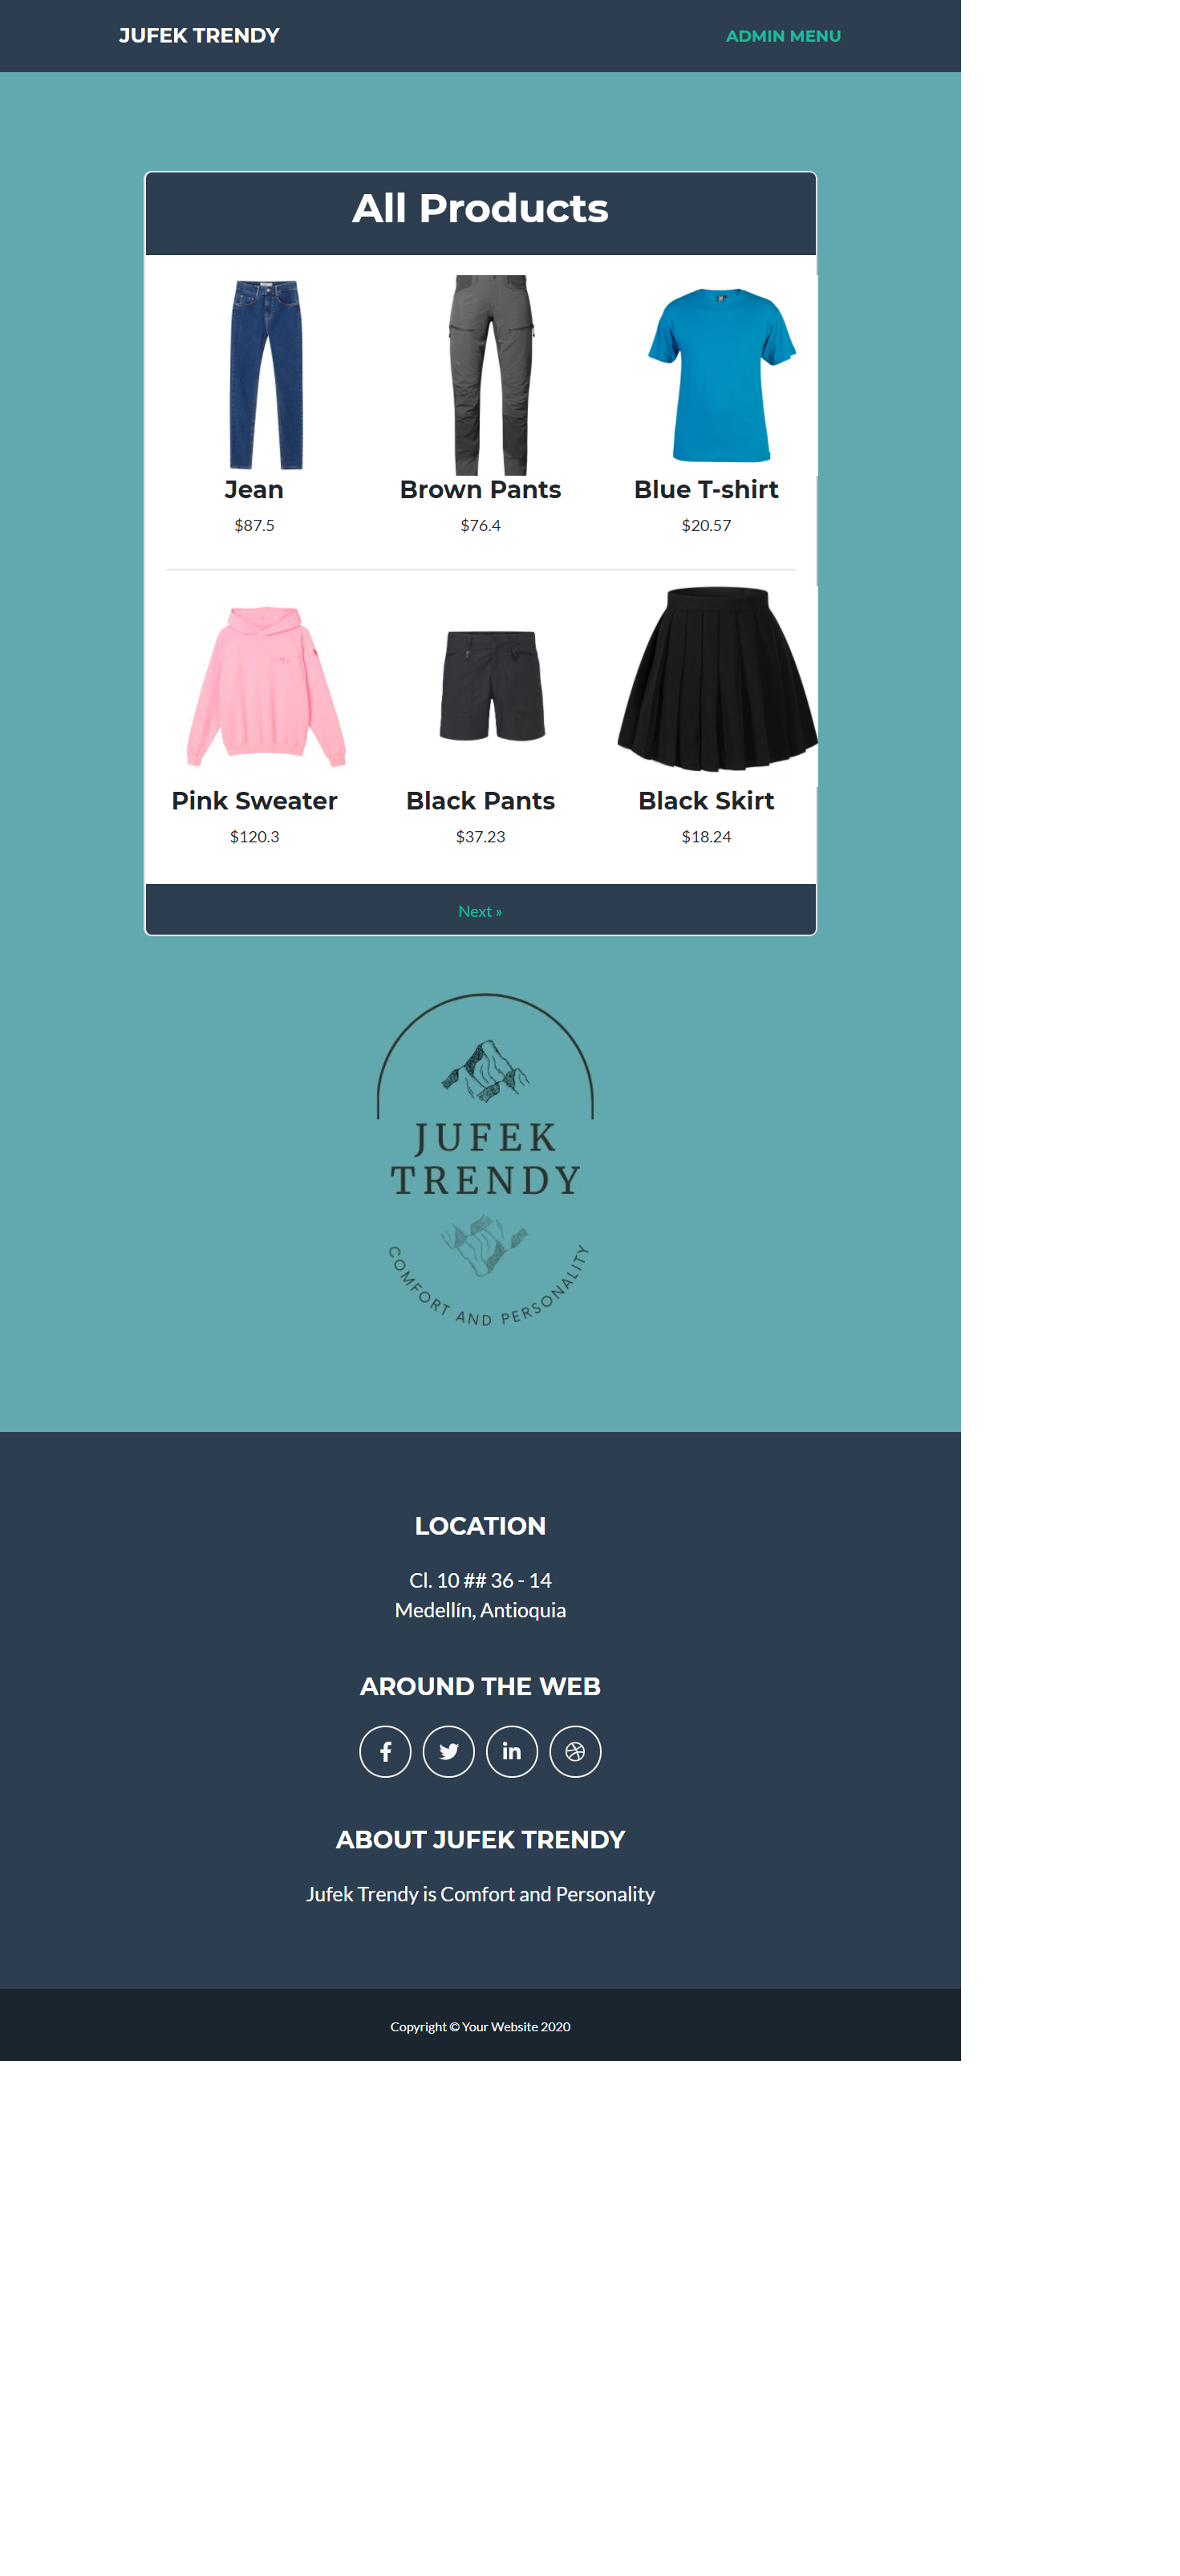 JUFEK TRENDY
ADMIN MENU
All Products
Jean
Brown Pants
Blue T-shirt
$87.5
$76.4
$20.57
Pink Sweater
Black Pants
Black Skirt
$120.3
$37.23
$18.24
Next »
JUFEK
TRENDY
COMFORT AND PERSONALITY
LOCATION
Cl. 10 ## 36 - 14
Medellín, Antioquia
AROUND THE WEB
ABOUT JUFEK TRENDY
Jufek Trendy is Comfort and Personality
Copyright © Your Website 2020